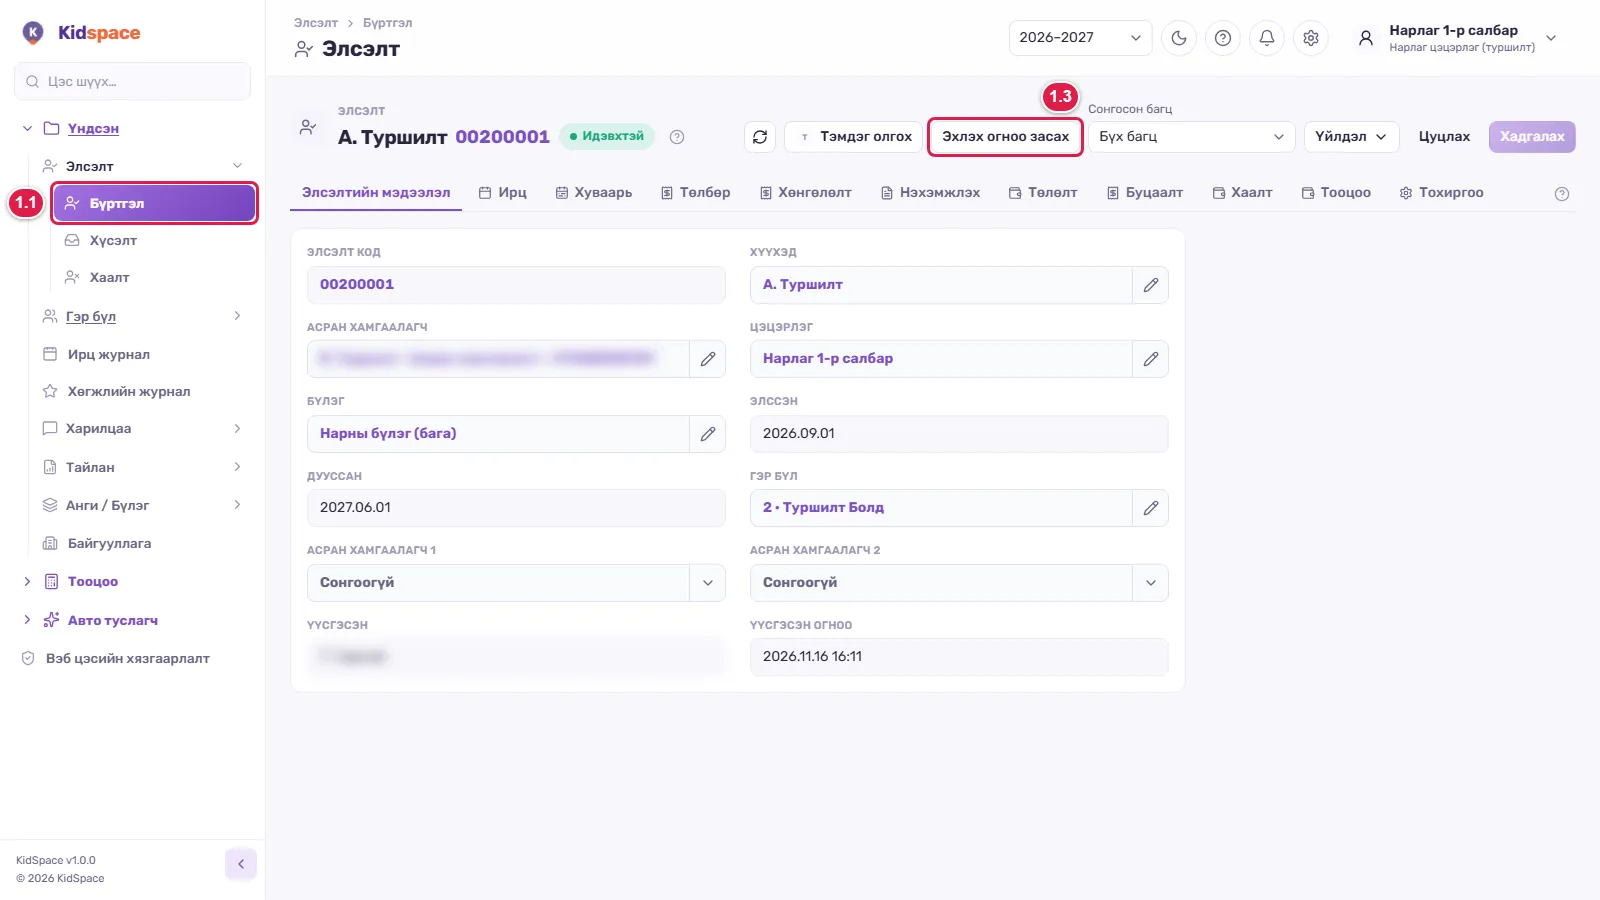 Kidspace
Цэс шүүх...
Үндсэн
Элсэлт
1.1
Бүртгэл
Хүсэлт
Хаалт
Гэр бүл
Ирц журнал
Хөгжлийн журнал
Харилцаа
Тайлан
Анги / Бүлэг
Байгууллага
Тооцоо
Авто туслагч
Вэб цэсийн хязгаарлалт
KidSpace v1.0.0
© 2026 KidSpace
Элсэлт > Бүртгэл
Элсэлт
2026-2027
Нарлаг 1-р салбар
Нарлаг цэцэрлэг (туршилт)
ЭЛСЭЛТ
А. Туршилт 00200001 Идэвхтэй
Тэмдэг олгох
1.3
Эхлэх огноо засах
Сонгосон багц
Бүх багц
Үйлдэл
Цуцлах
Хадгалах
Элсэлтийн мэдээлэл Ирц Хуваарь Төлбөр Хөнгөлөлт Нэхэмжлэх Төлөлт Буцаалт Хаалт Тооцоо Тохиргоо
ЭЛСЭЛТ КОД
00200001
ХҮҮХЭД
А. Туршилт
АСРАН ХАМГААЛАГЧ
ЦЭЦЭРЛЭГ
Нарлаг 1-р салбар
БҮЛЭГ
Нарны бүлэг (бага)
ЭЛССЭН
2026.09.01
ДУУССАН
2027.06.01
ГЭР БҮЛ
2 • Туршилт Болд
АСРАН ХАМГААЛАГЧ 1
Сонгоогүй
АСРАН ХАМГААЛАГЧ 2
Сонгоогүй
ҮҮСГЭСЭН
ҮҮСГЭСЭН ОГНОО
2026.11.16 16:11